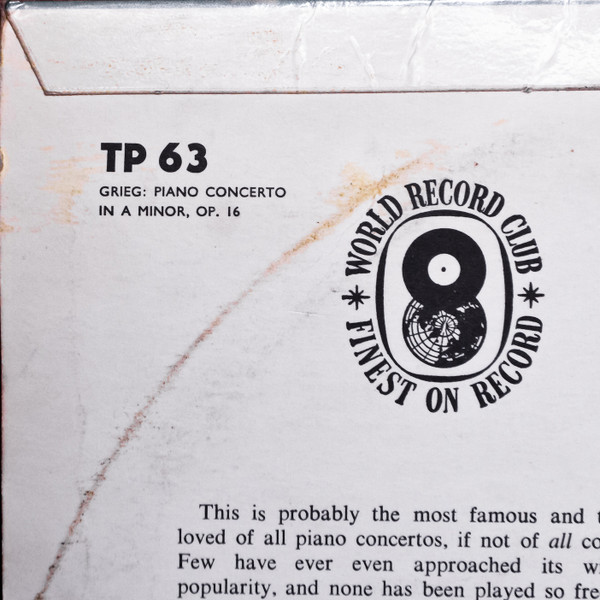 TP 63
GRIEG: PIANO CONCERTO
IN A MINOR, OP. 16
WORLD RECORD CLUB
FINEST ON RECORD
This is probably the most famous and
loved of all piano concertos, if not of all
Few have ever even approached its
popularity, and none has been played so